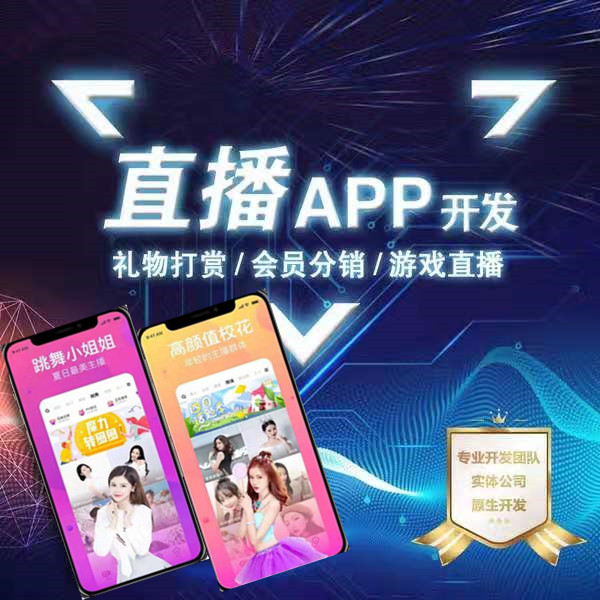 直播APP开发
礼物打赏/会员分销/游戏直播
跳舞小姐姐
夏日最美主播
魔力
转圈圈
高颜值校花
年轻的主播群体
专业开发团队
实体公司
原生开发